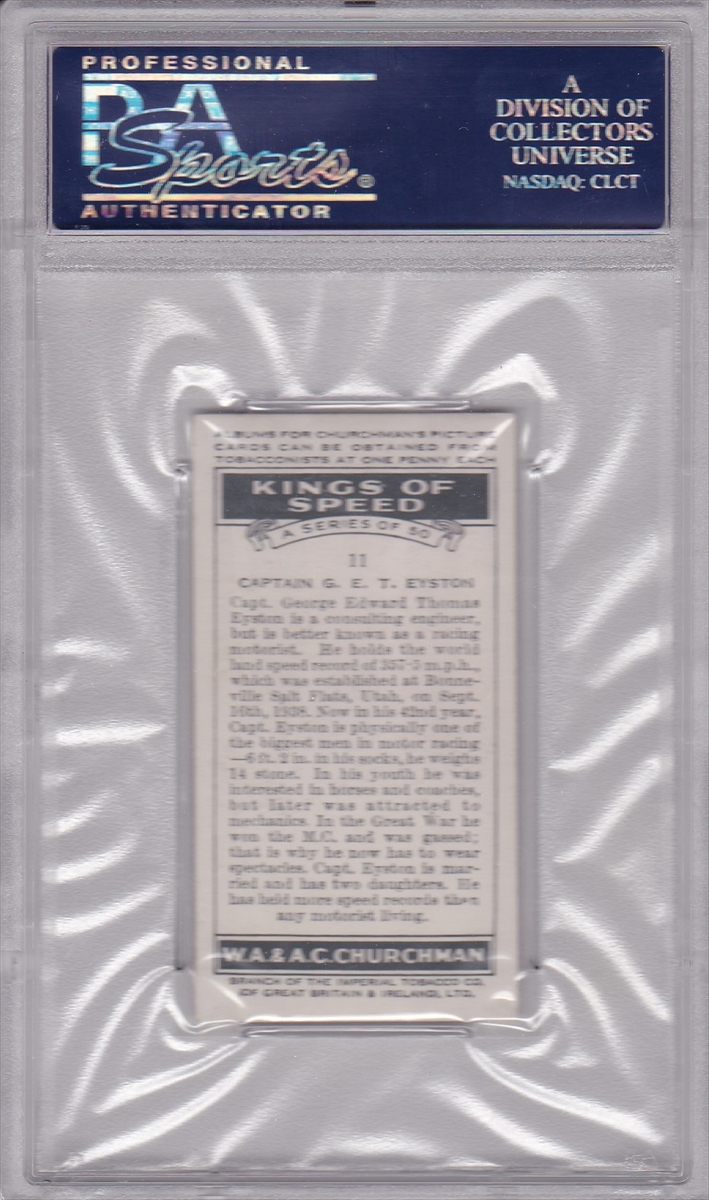 PROFESSIONAL
PSA
Sports®
AUTHENTICATOR
A
DIVISION OF
COLLECTORS
UNIVERSE
NASDAQ: CLCT
ALBUMS FOR CHURCHMAN'S PICTURE
CARDS CAN BE OBTAINED FROM
TOBACCONISTS AT ONE PENNY EACH
KINGS OF
SPEED
A SERIES OF 50
11
CAPTAIN G. E. T. EYSTON
Capt. George Edward Thomas
Eyston is a consulting engineer,
but is better known as a racing
motorist. He holds the world
land speed record of 357·5 m.p.h.,
which was established at Bonne-
ville Salt Flats, Utah, on Sept.
16th, 1938. Now in his 42nd year,
Capt. Eyston is physically one of
the biggest men in motor racing
—6 ft. 2 in. in his socks, he weighs
14 stone. In his youth he was
interested in horses and coaches,
but later was attracted to
mechanics. In the Great War he
won the M.C. and was gassed;
that is why he now has to wear
spectacles. Capt. Eyston is mar-
ried and has two daughters. He
has held more speed records than
any motorist living.
W.A. & A.C. CHURCHMAN
BRANCH OF THE IMPERIAL TOBACCO CO.
(OF GREAT BRITAIN & IRELAND), LTD.